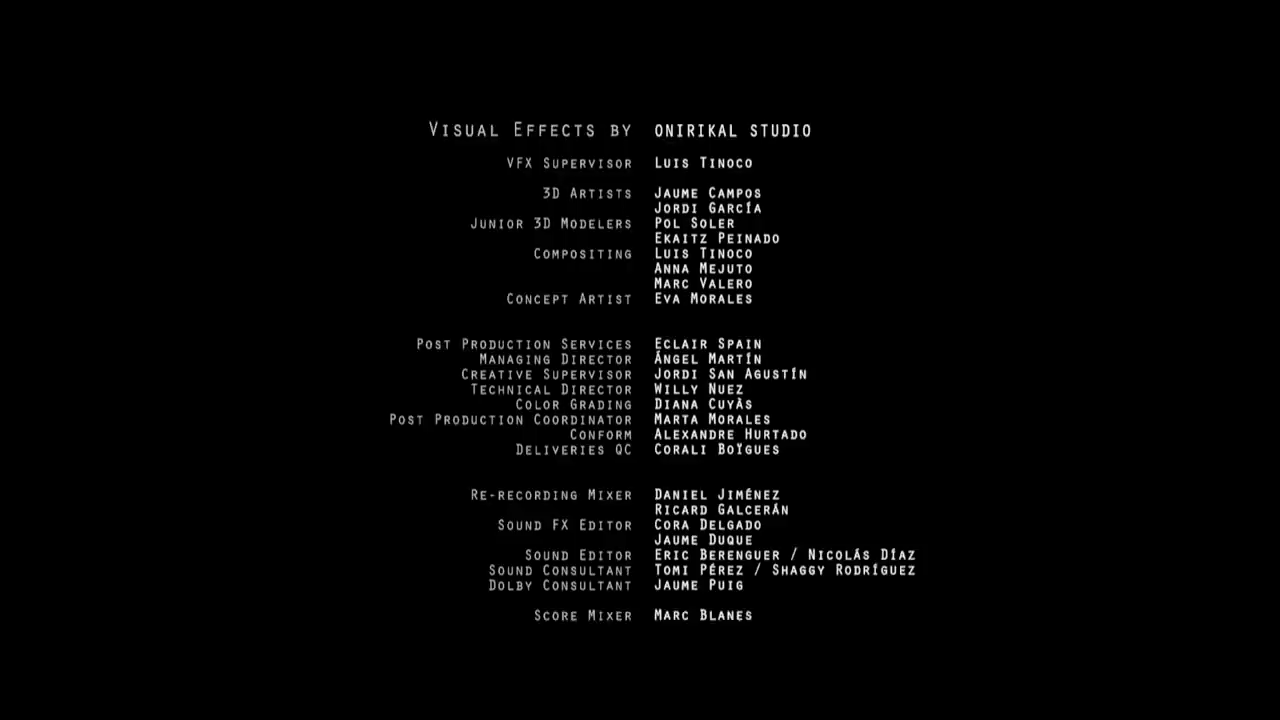 Visual Effects by ONIRIKAL STUDIO
VFX Supervisor Luis Tinoco
3D Artists Jaume Campos
Jordi García
Junior 3D Modelers Pol Soler
Ekaitz Peinado
Compositing Luis Tinoco
Anna Mejuto
Marc Valero
Concept Artist Eva Morales
Post Production Services Eclair Spain
Managing Director Ángel Martín
Creative Supervisor Jordi San Agustín
Technical Director Willy Nuez
Color Grading Diana Cuyàs
Post Production Coordinator Marta Morales
Conform Alexandre Hurtado
Deliveries QC Corali Boïgues
Re-recording Mixer Daniel Jiménez
Ricard Galcerán
Sound FX Editor Cora Delgado
Jaume Duque
Sound Editor Eric Berenguer / Nicolás Díaz
Sound Consultant Tomi Pérez / Shaggy Rodríguez
Dolby Consultant Jaume Puig
Score Mixer Marc Blanes